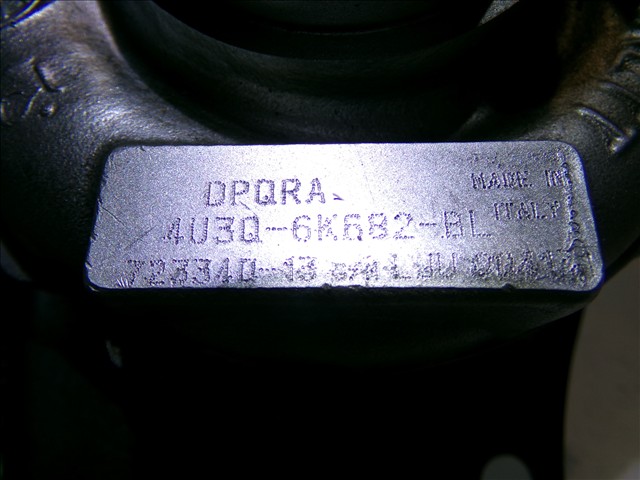 DPQRA
MADE IN
ITALY
4U3Q-6K682-BL
723340-13 S/N